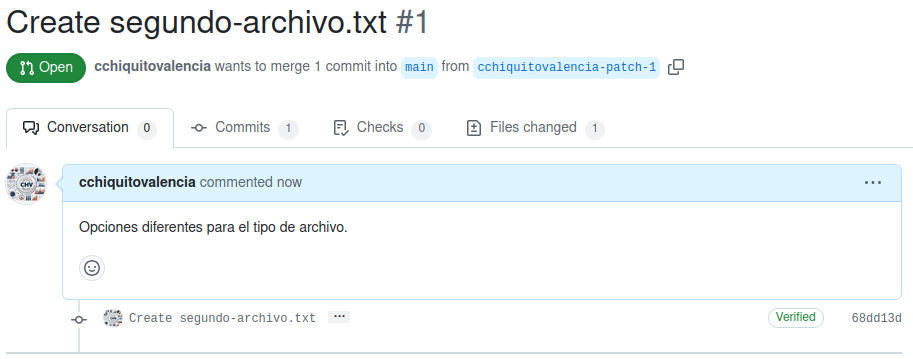 Create segundo-archivo.txt #1
Open cchiquitovalencia wants to merge 1 commit into main from cchiquitovalencia-patch-1
Conversation 0 Commits 1 Checks 0 Files changed 1
cchiquitovalencia commented now ...
Opciones diferentes para el tipo de archivo.
Create segundo-archivo.txt ... Verified 68dd13d